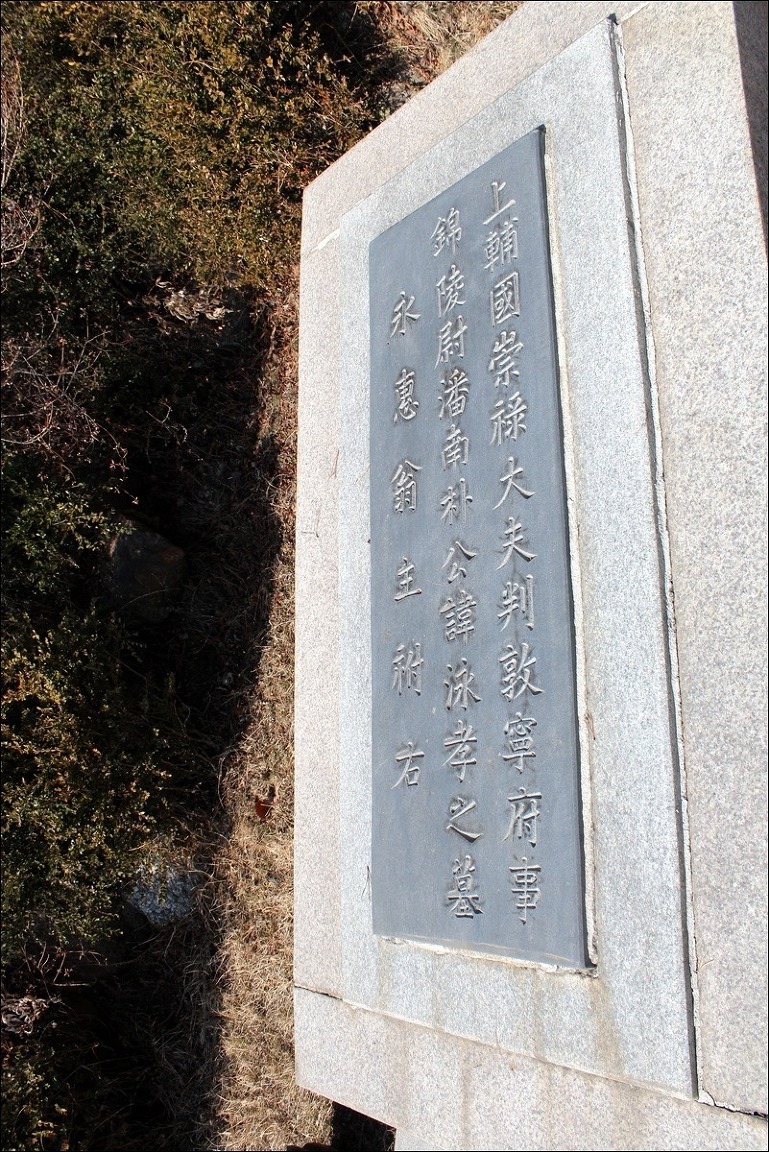 上輔國崇祿大夫判敦寧府事
錦陵尉潘南朴公諱泳孝之墓
永惠翁主祔右